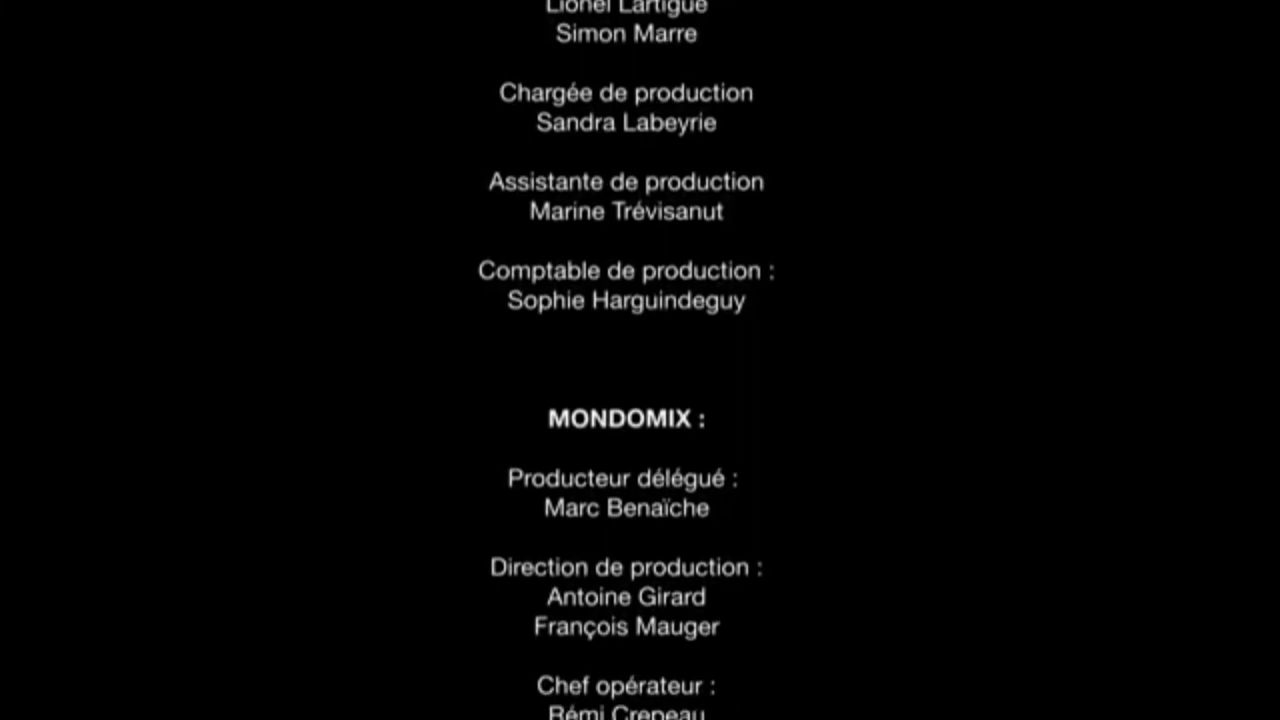 Lionel Lartigue
Simon Marre
Chargée de production
Sandra Labeyrie
Assistante de production
Marine Trévisanut
Comptable de production :
Sophie Harguindeguy
MONDOMIX :
Producteur délégué :
Marc Benaïche
Direction de production :
Antoine Girard
François Mauger
Chef opérateur :
Rémi Crepeau